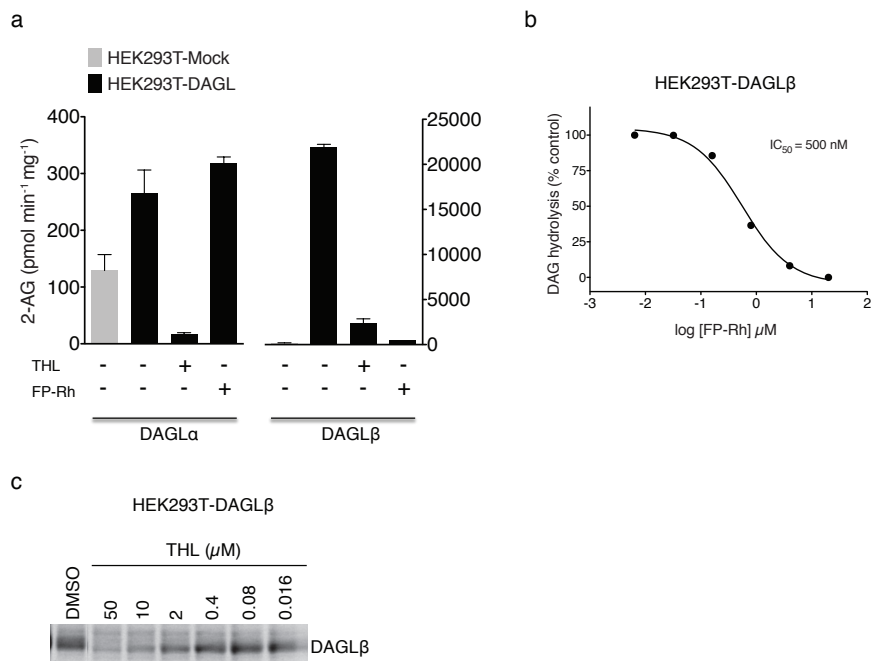 a
HEK293T-Mock
HEK293T-DAGL
2-AG (pmol min⁻¹ mg⁻¹)
400
300
200
100
0
25000
20000
15000
10000
5000
0
THL - - + - - - + -
FP-Rh - - - + - - - +
DAGLα DAGLβ
b
HEK293T-DAGLβ
IC₅₀ = 500 nM
DAG hydrolysis (% control)
100
75
50
25
0
-3 -2 -1 0 1 2
log [FP-Rh] µM
c
HEK293T-DAGLβ
THL (µM)
DMSO 50 10 2 0.4 0.08 0.016
DAGLβ